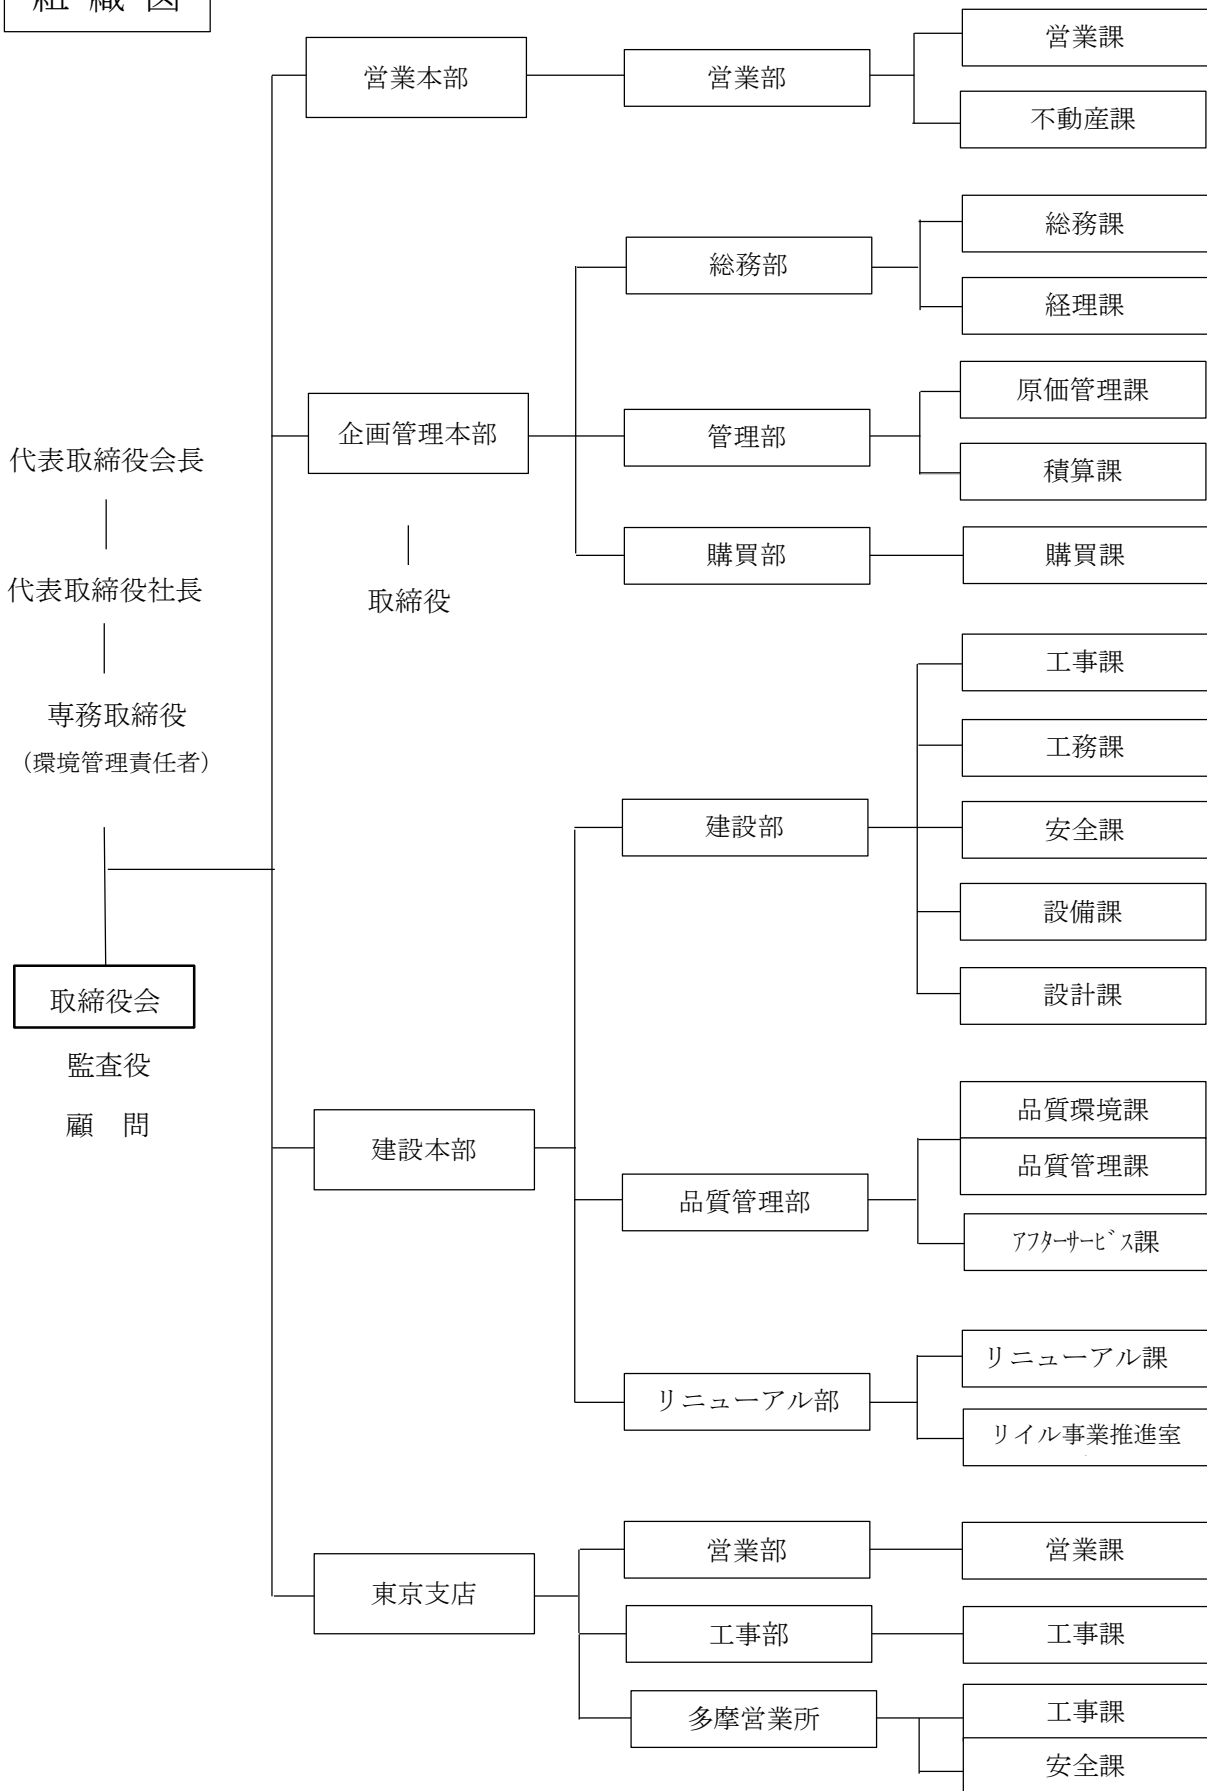 組織図
営業本部
営業部
営業課
不動産課
企画管理本部
取締役
総務部
総務課
経理課
管理部
原価管理課
積算課
購買部
購買課
代表取締役会長
代表取締役社長
専務取締役
（環境管理責任者）
取締役会
監査役
顧　問
建設本部
建設部
工事課
工務課
安全課
設備課
設計課
品質管理部
品質環境課
品質管理課
ｱﾌﾀｰｻｰﾋﾞｽ課
リニューアル部
リニューアル課
リイル事業推進室
東京支店
営業部
営業課
工事部
工事課
多摩営業所
工事課
安全課